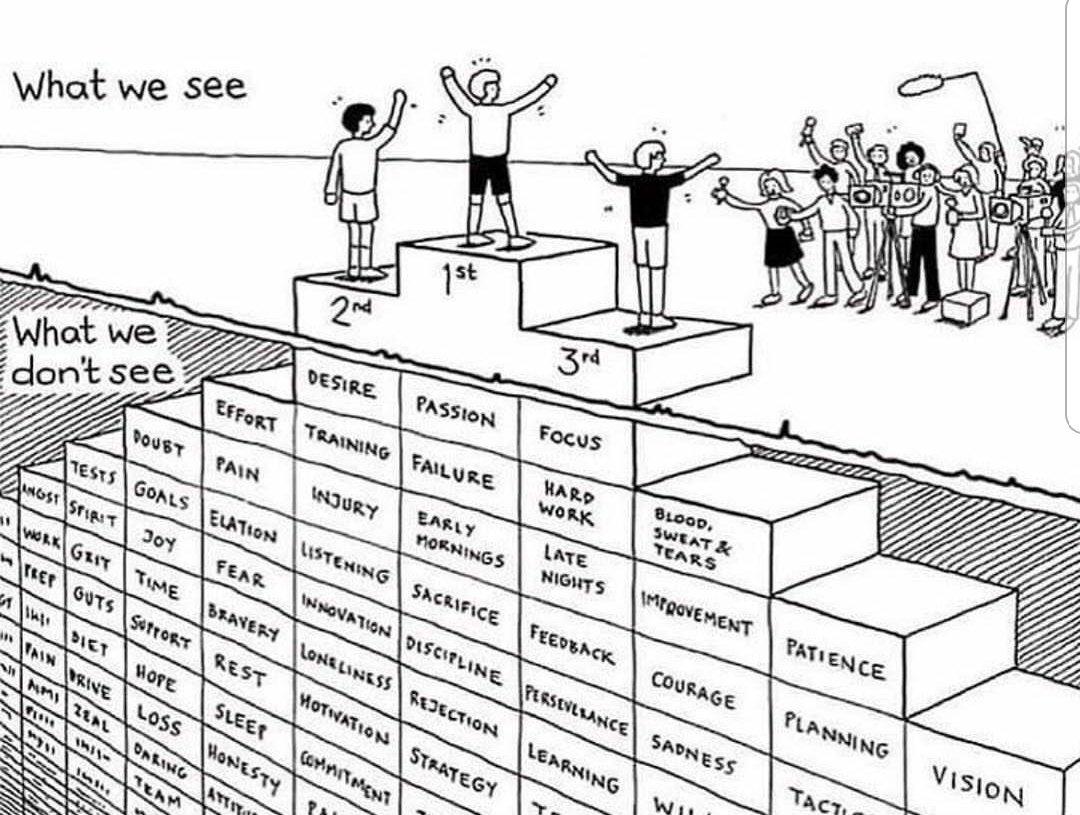 What we see
1st
2nd
3rd
What we
don't see
ANGST
WORK
PREP
PAIN
TESTS
SPIRIT
GRIT
GUTS
DIET
DRIVE
ZEAL
DOUBT
GOALS
JOY
TIME
SUPPORT
HOPE
LOSS
DARING
TEAM
EFFORT
PAIN
ELATION
FEAR
BRAVERY
REST
SLEEP
HONESTY
DESIRE
TRAINING
INJURY
LISTENING
INNOVATION
LONELINESS
MOTIVATION
COMMITMENT
PASSION
FAILURE
EARLY
MORNINGS
SACRIFICE
DISCIPLINE
REJECTION
STRATEGY
FOCUS
HARD
WORK
LATE
NIGHTS
FEEDBACK
PERSEVERANCE
LEARNING
BLOOD,
SWEAT &
TEARS
IMPROVEMENT
COURAGE
SADNESS
PATIENCE
PLANNING
VISION